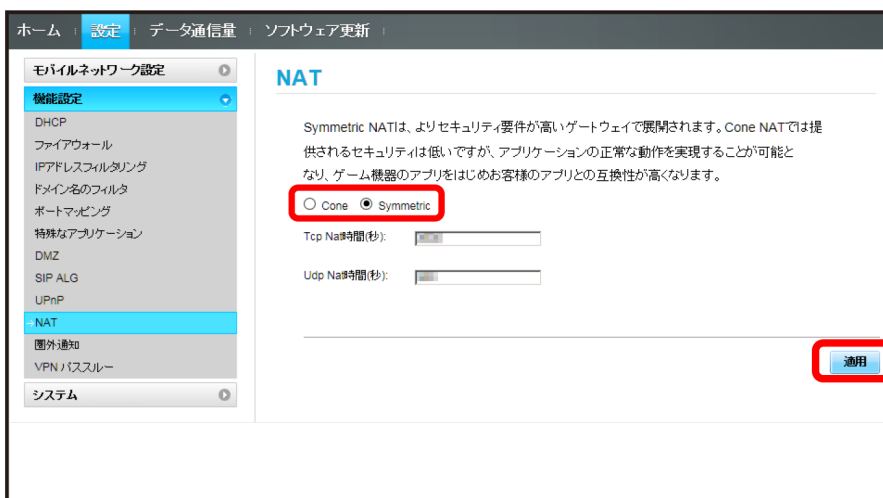 ホーム 設定 データ通信量 ソフトウェア更新
モバイルネットワーク設定
機能設定
DHCP
ファイアウォール
IPアドレスフィルタリング
ドメイン名のフィルタ
ポートマッピング
特殊なアプリケーション
DMZ
SIP ALG
UPnP
NAT
圏外通知
VPN パススルー
システム
NAT
Symmetric NATは、よりセキュリティ要件が高いゲートウェイで展開されます。Cone NATでは提
供されるセキュリティは低いですが、アプリケーションの正常な動作を実現することが可能と
なり、ゲーム機器のアプリをはじめお客様のアプリとの互換性が高くなります。
Cone Symmetric
Tcp Nat時間(秒):
Udp Nat時間(秒):
適用